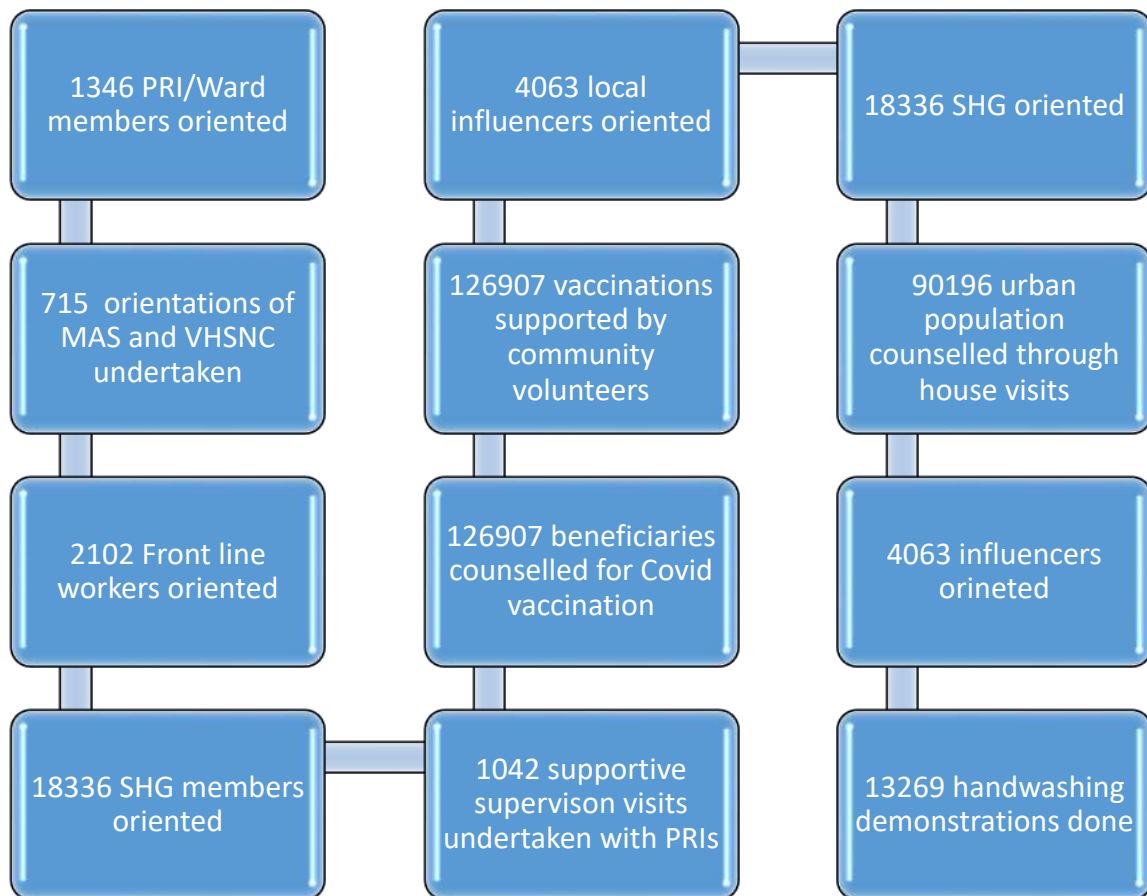 1346 PRI/Ward
members oriented
715 orientations of
MAS and VHSNC
undertaken
2102 Front line
workers oriented
18336 SHG members
oriented
1042 supportive
supervison visits
undertaken with PRIs
126907 beneficiaries
counselled for Covid
vaccination
126907 vaccinations
supported by
community
volunteers
4063 local
influencers oriented
18336 SHG oriented
90196 urban
population
counselled through
house visits
4063 influencers
orineted
13269 handwashing
demonstrations done